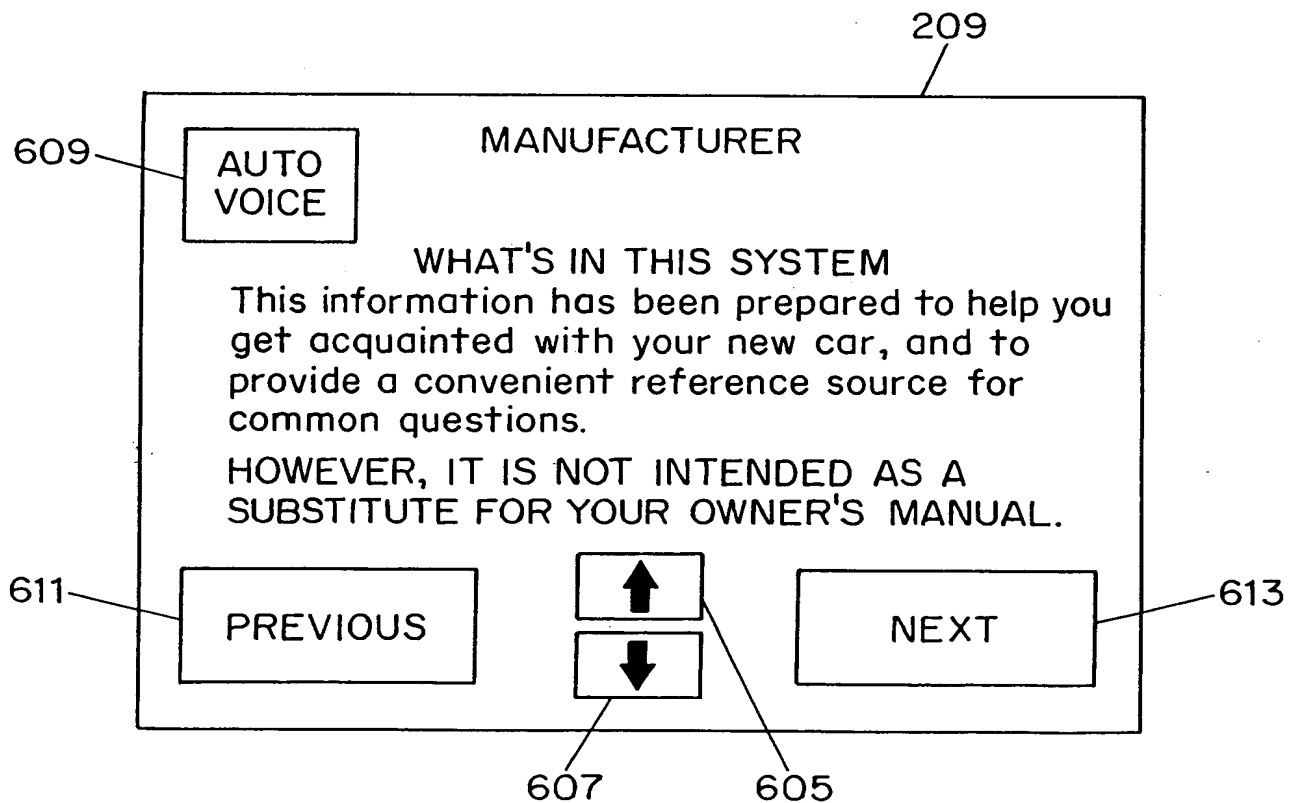 209
MANUFACTURER
609
AUTO
VOICE
WHAT'S IN THIS SYSTEM
This information has been prepared to help you
get acquainted with your new car, and to
provide a convenient reference source for
common questions.
HOWEVER, IT IS NOT INTENDED AS A
SUBSTITUTE FOR YOUR OWNER'S MANUAL.
611
PREVIOUS
NEXT
613
607
605